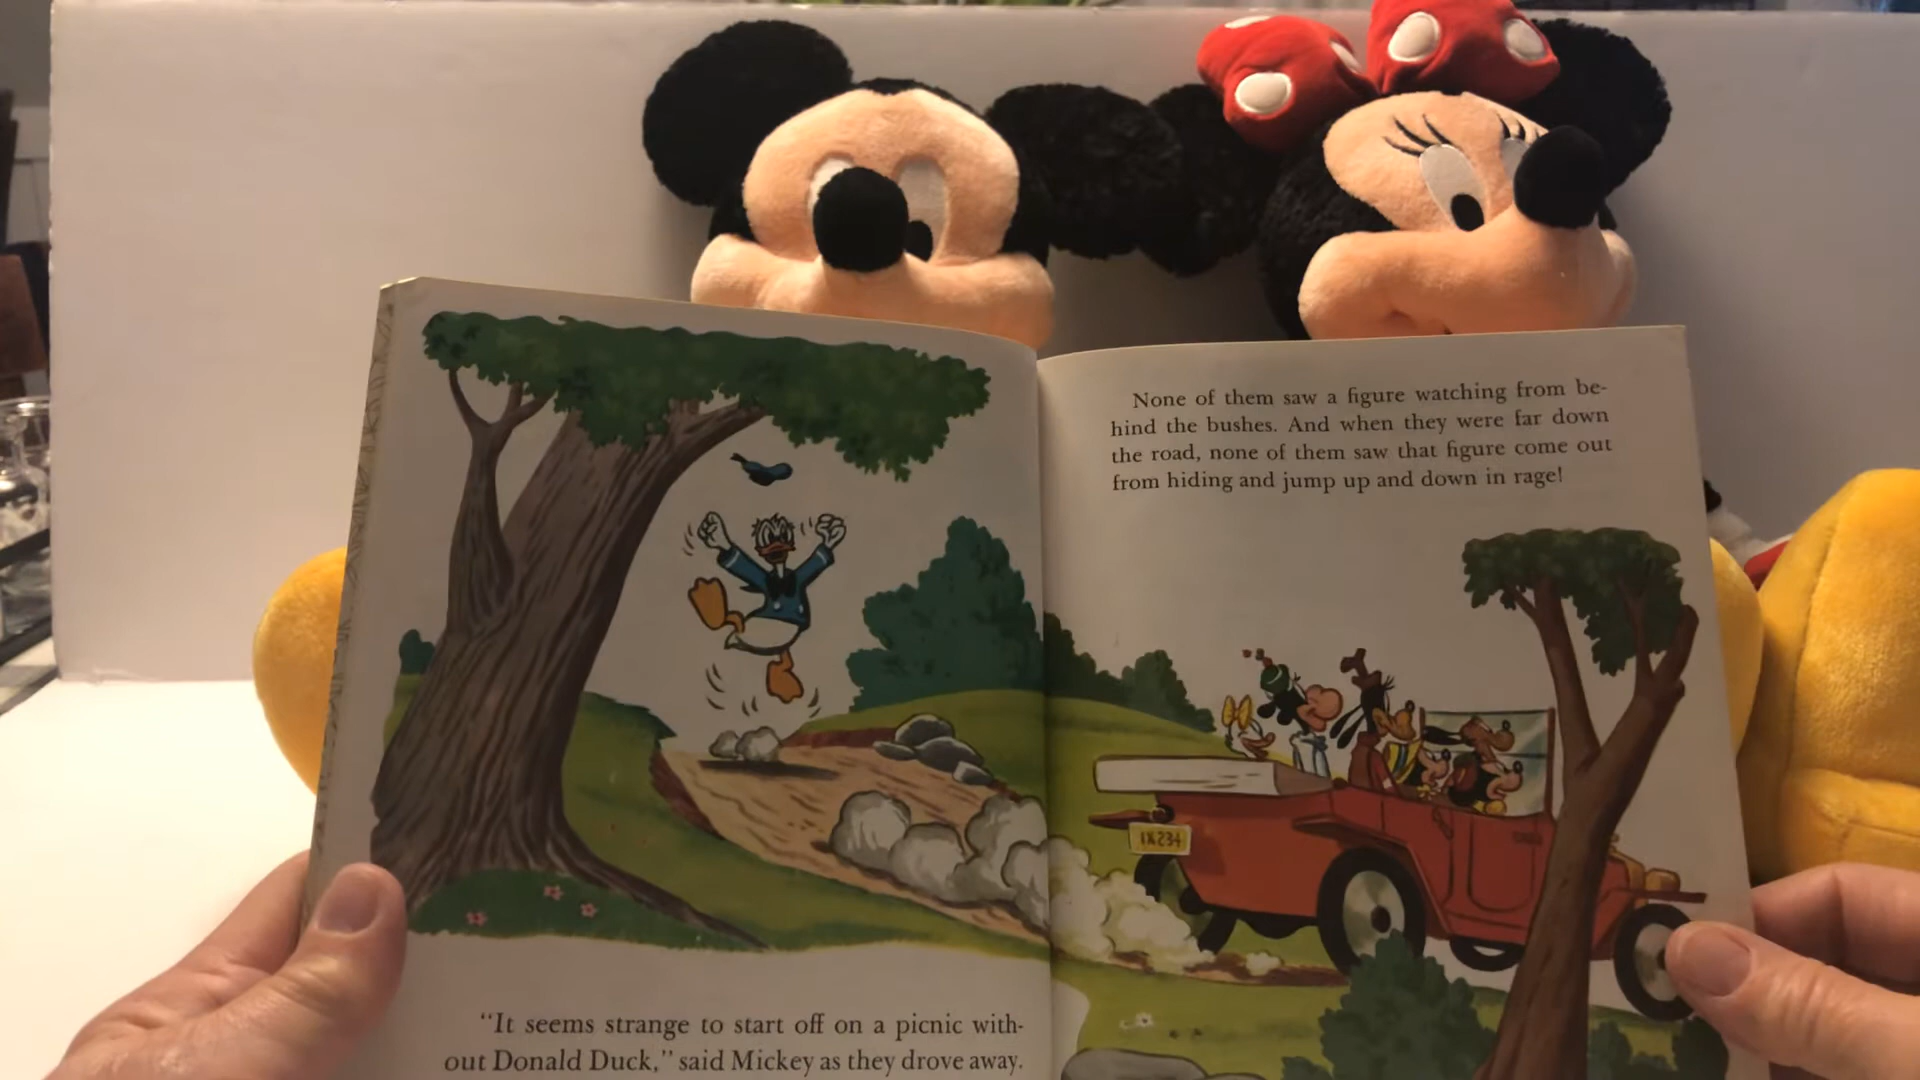 "It seems strange to start off on a picnic with-
out Donald Duck," said Mickey as they drove away.
None of them saw a figure watching from be-
hind the bushes. And when they were far down
the road, none of them saw that figure come out
from hiding and jump up and down in rage!
1X234